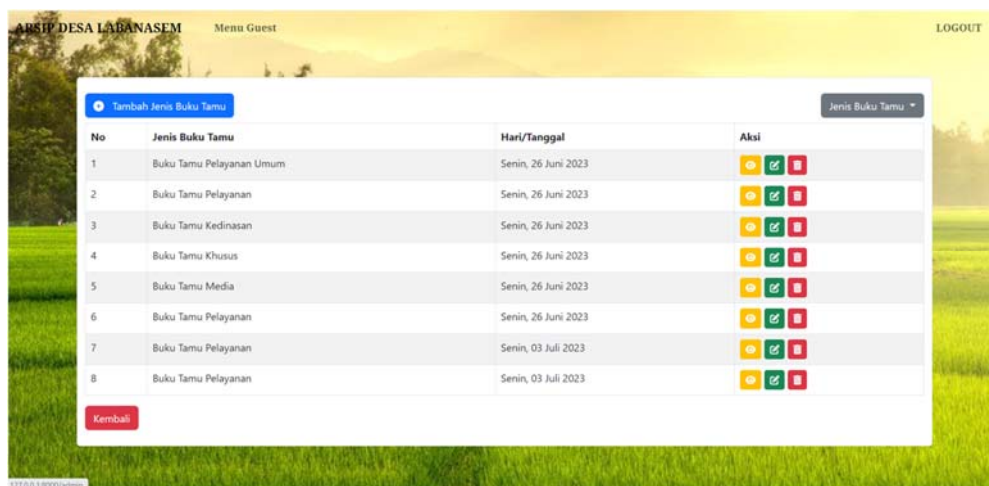 ARSIP DESA LABANASEM Menu Guest LOGOUT
Tambah Jenis Buku Tamu Jenis Buku Tamu
No Jenis Buku Tamu Hari/Tanggal Aksi
1 Buku Tamu Pelayanan Umum Senin, 26 Juni 2023
2 Buku Tamu Pelayanan Senin, 26 Juni 2023
3 Buku Tamu Kedinasan Senin, 26 Juni 2023
4 Buku Tamu Khusus Senin, 26 Juni 2023
5 Buku Tamu Media Senin, 26 Juni 2023
6 Buku Tamu Pelayanan Senin, 26 Juni 2023
7 Buku Tamu Pelayanan Senin, 03 Juli 2023
8 Buku Tamu Pelayanan Senin, 03 Juli 2023
Kembali